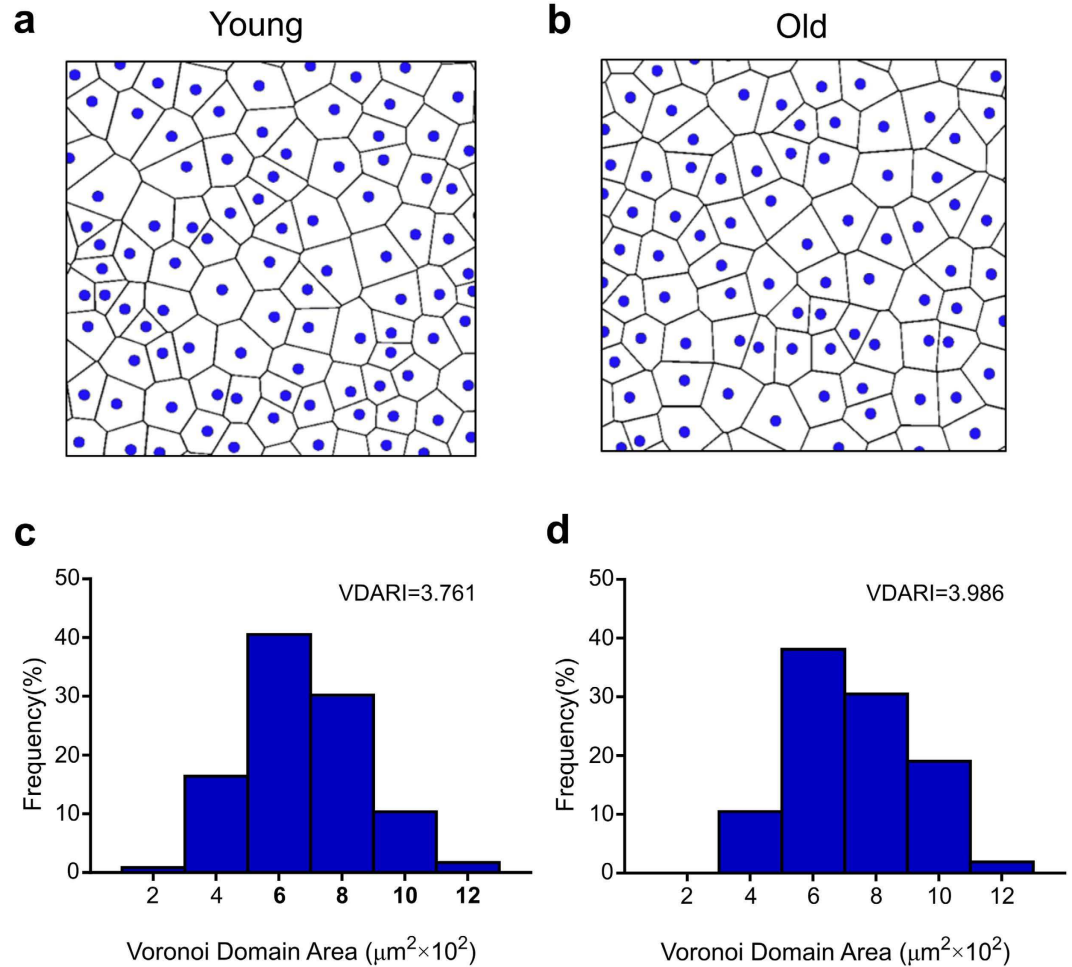 a
Young
b
Old
c
50
40
30
20
10
0
Frequency(%)
VDARI=3.761
2 4 6 8 10 12
Voronoi Domain Area (μm²×10²)
d
50
40
30
20
10
0
Frequency(%)
VDARI=3.986
2 4 6 8 10 12
Voronoi Domain Area (μm²×10²)